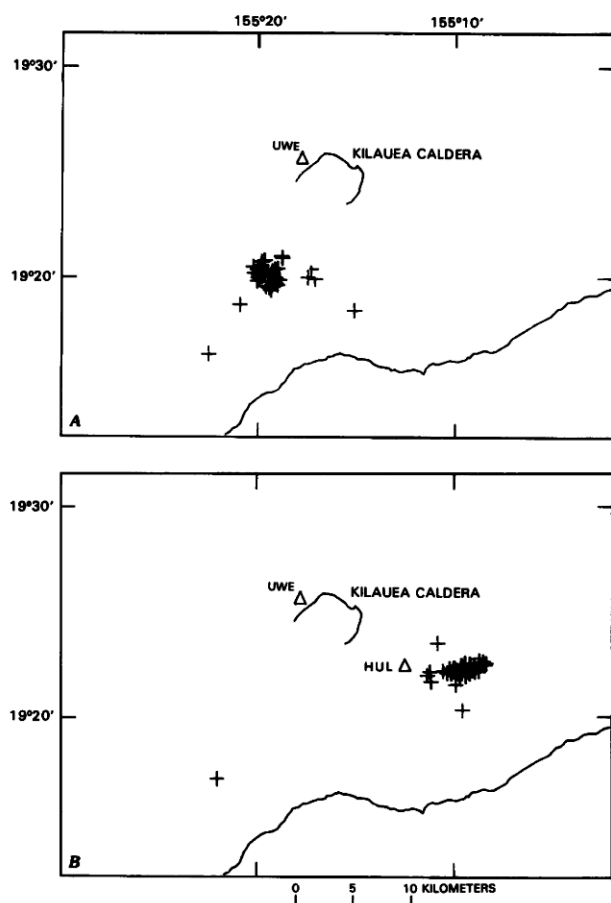 155°20' 155°10'
19°30'
UWE KILAUEA CALDERA
19°20'
A
19°30'
UWE KILAUEA CALDERA
HUL
19°20'
B
0 5 10 KILOMETERS